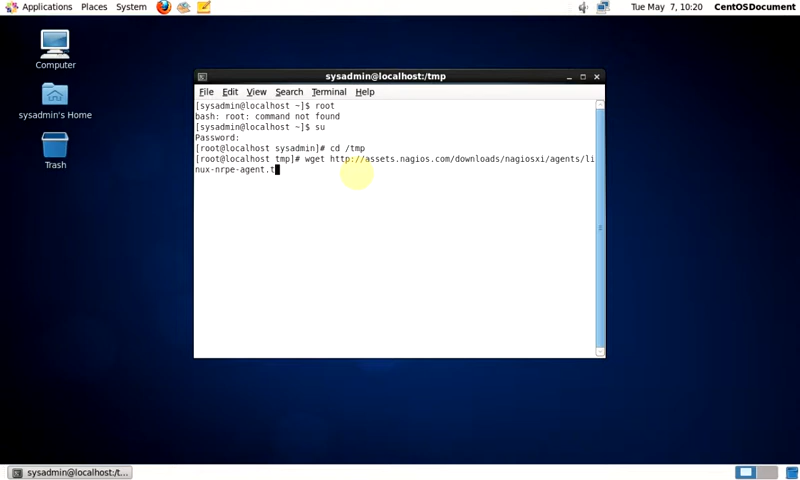 Applications Places System
Tue May 7, 10:20 CentOSDocument
Computer
sysadmin's Home
Trash
sysadmin@localhost:/tmp
File Edit View Search Terminal Help
[sysadmin@localhost ~]$ root
bash: root: command not found
[sysadmin@localhost ~]$ su
Password:
[root@localhost sysadmin]# cd /tmp
[root@localhost tmp]# wget http://assets.nagios.com/downloads/nagiosxi/agents/li
nux-nrpe-agent.t
sysadmin@localhost:/t...